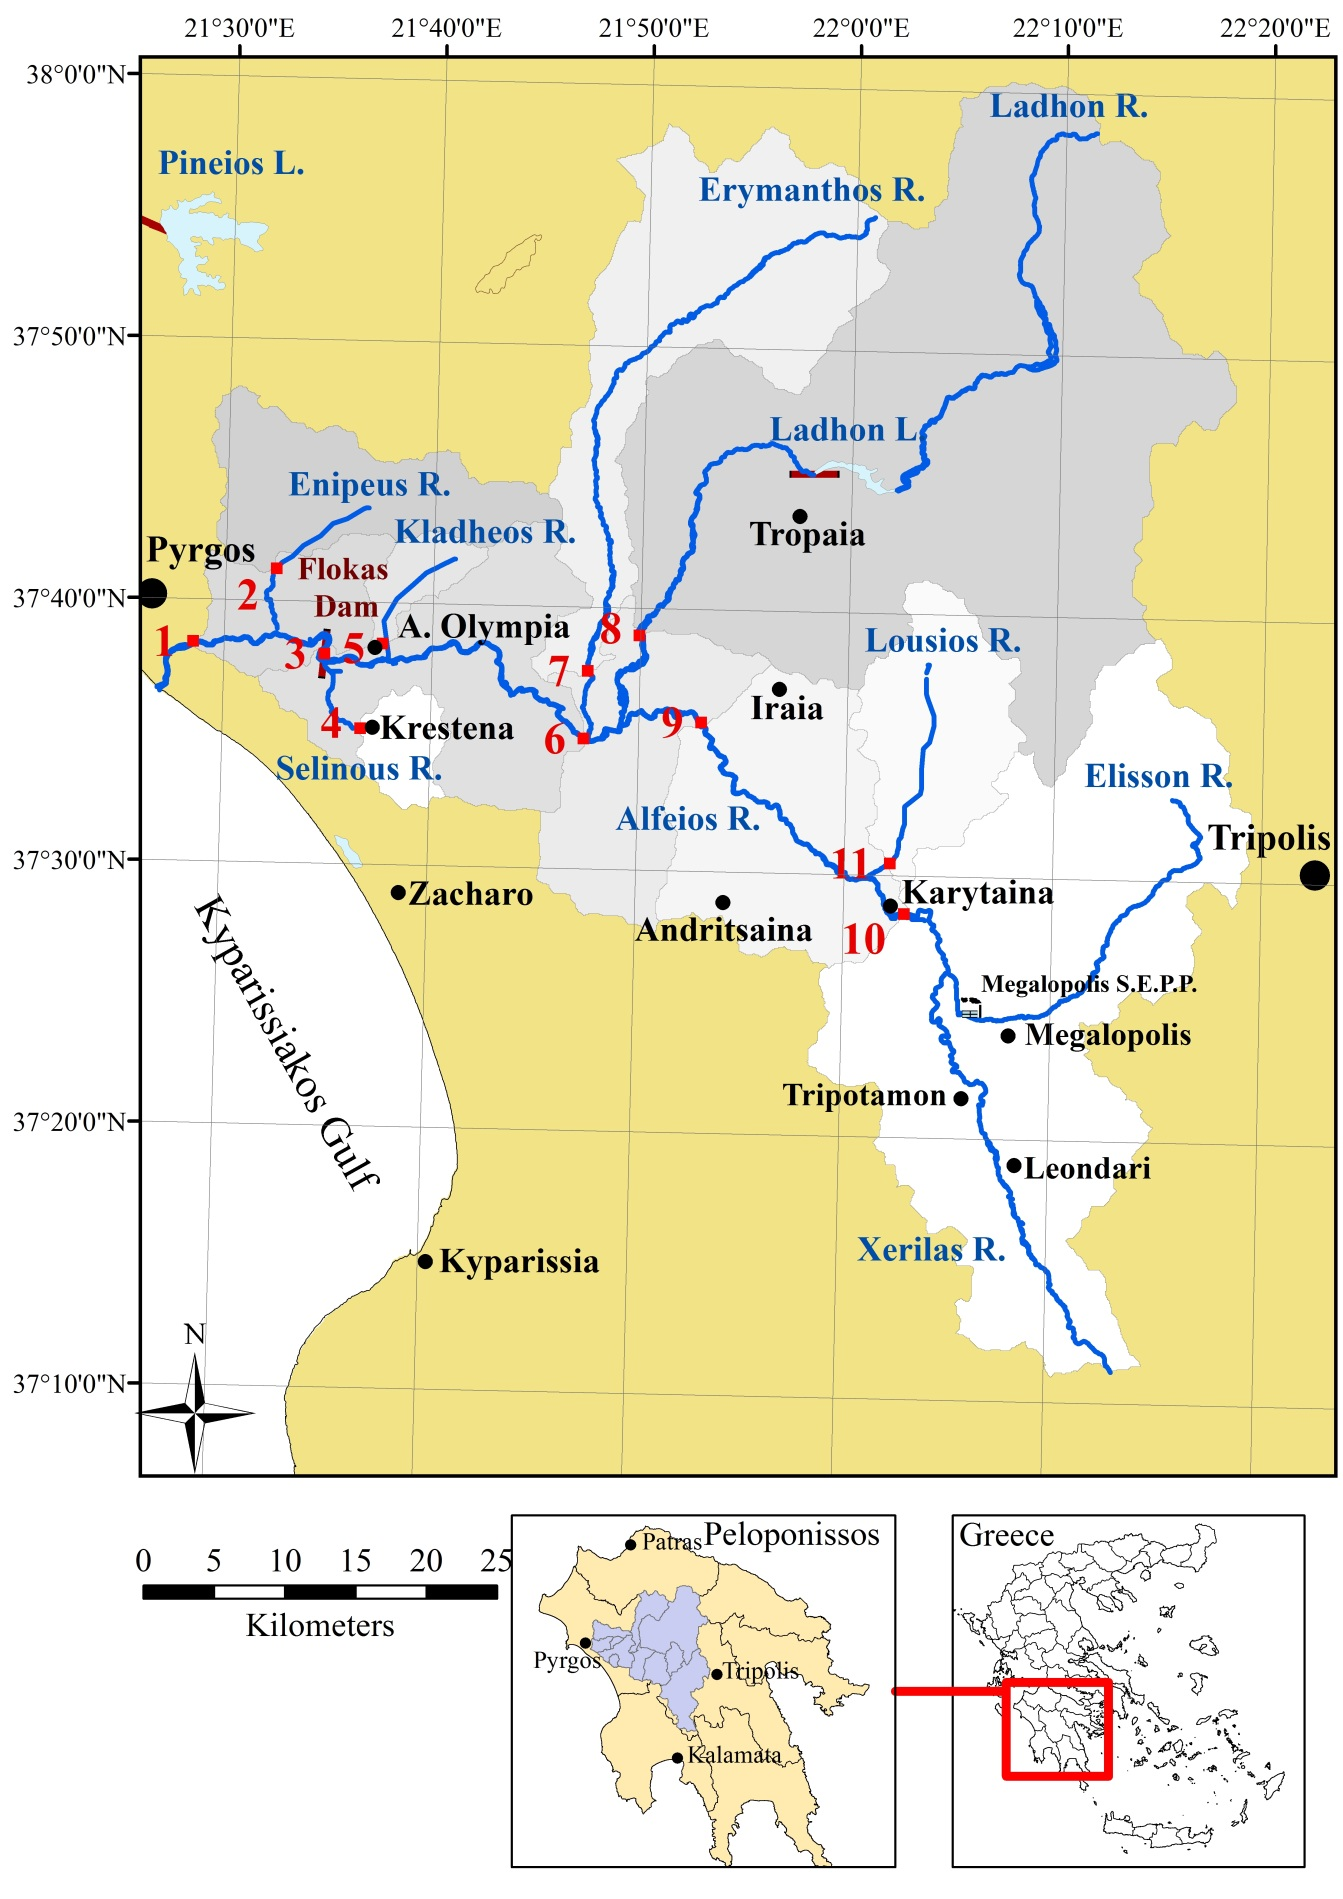 21°30'0"E 21°40'0"E 21°50'0"E 22°0'0"E 22°10'0"E 22°20'0"E
38°0'0"N
Ladhon R.
Pineios L.
Erymanthos R.
37°50'0"N
Ladhon L
Enipeus R.
Kladheos R.
Tropaia
Pyrgos
Flokas
Dam
37°40'0"N
2
A. Olympia
8
1
3
5
Lousios R.
7
Iraia
4
Krestena
6
9
Selinous R.
Elisson R.
Alfeios R.
Tripolis
37°30'0"N
11
Zacharo
Karytaina
Andritsaina
10
Kyparissiakos Gulf
Megalopolis S.E.P.P.
Megalopolis
Tripotamon
37°20'0"N
Leondari
Xerilas R.
Kyparissia
N
37°10'0"N
0 5 10 15 20 25
Kilometers
Peloponissos
Patras
Pyrgos
Tripolis
Kalamata
Greece